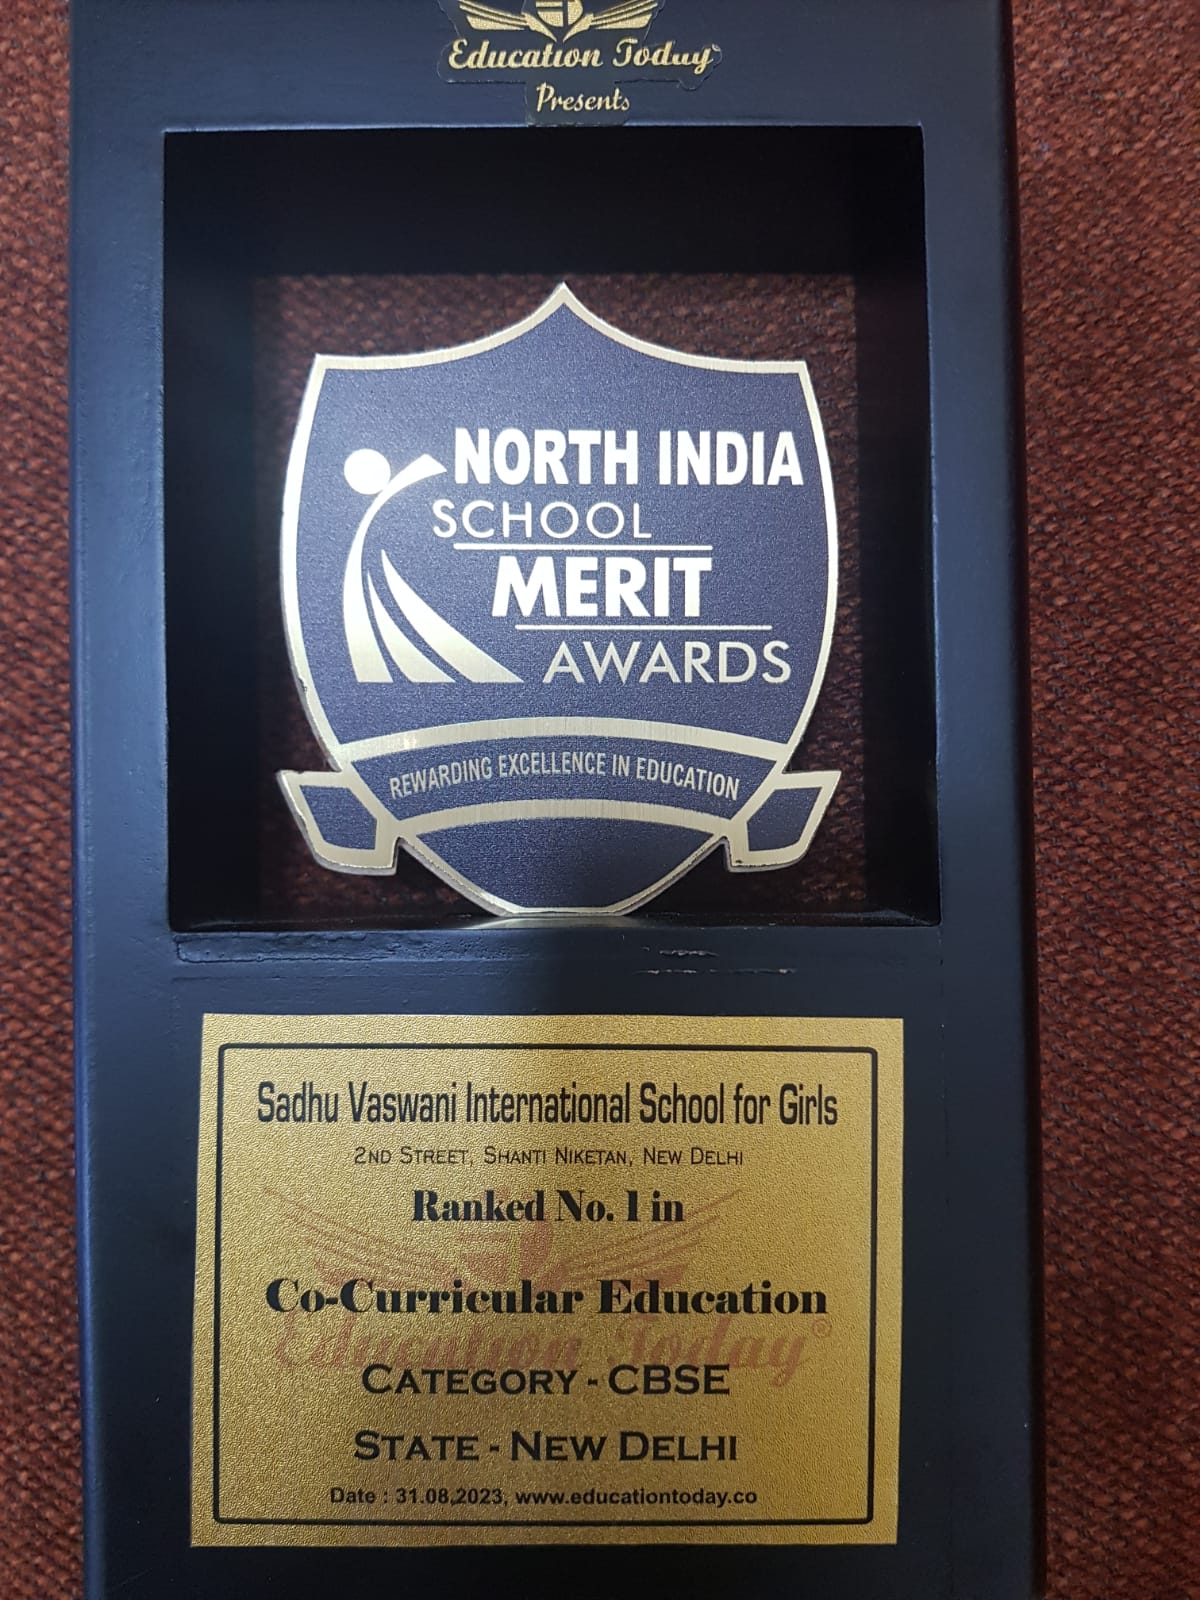 Education Today
Presents
NORTH INDIA
SCHOOL
MERIT
AWARDS
REWARDING EXCELLENCE IN EDUCATION
Sadhu Vaswani International School for Girls
2ND STREET, SHANTI NIKETAN, NEW DELHI
Ranked No. 1 in
Co-Curricular Education
Education Today®
CATEGORY - CBSE
STATE - NEW DELHI
Date : 31.08,2023, www.educationtoday.co